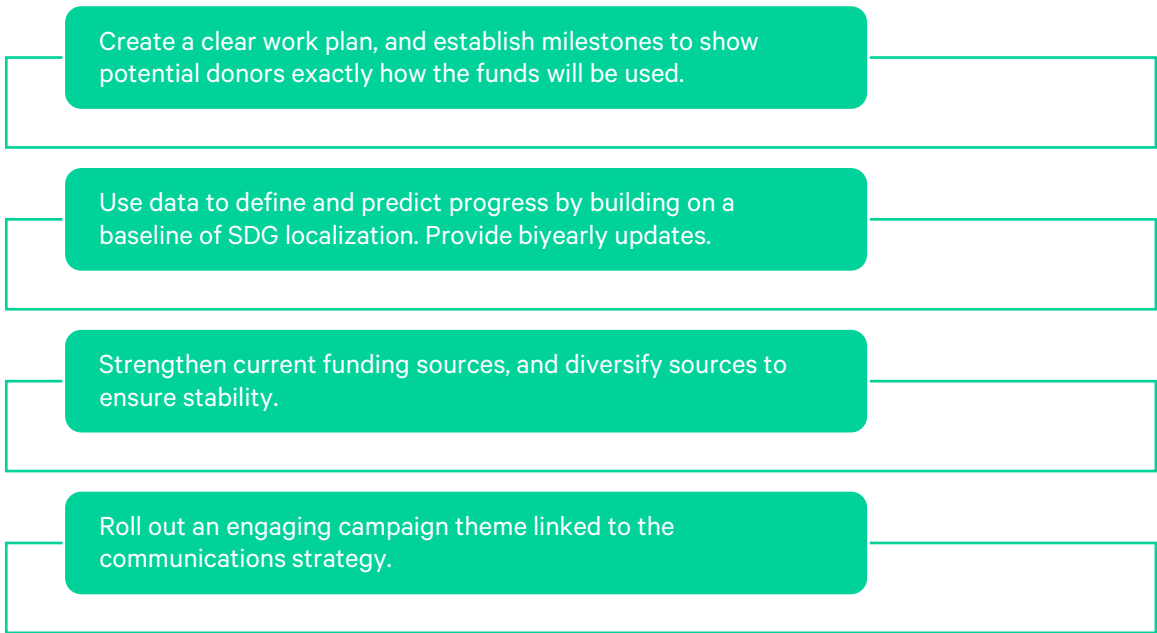 Create a clear work plan, and establish milestones to show
potential donors exactly how the funds will be used.
Use data to define and predict progress by building on a
baseline of SDG localization. Provide biyearly updates.
Strengthen current funding sources, and diversify sources to
ensure stability.
Roll out an engaging campaign theme linked to the
communications strategy.